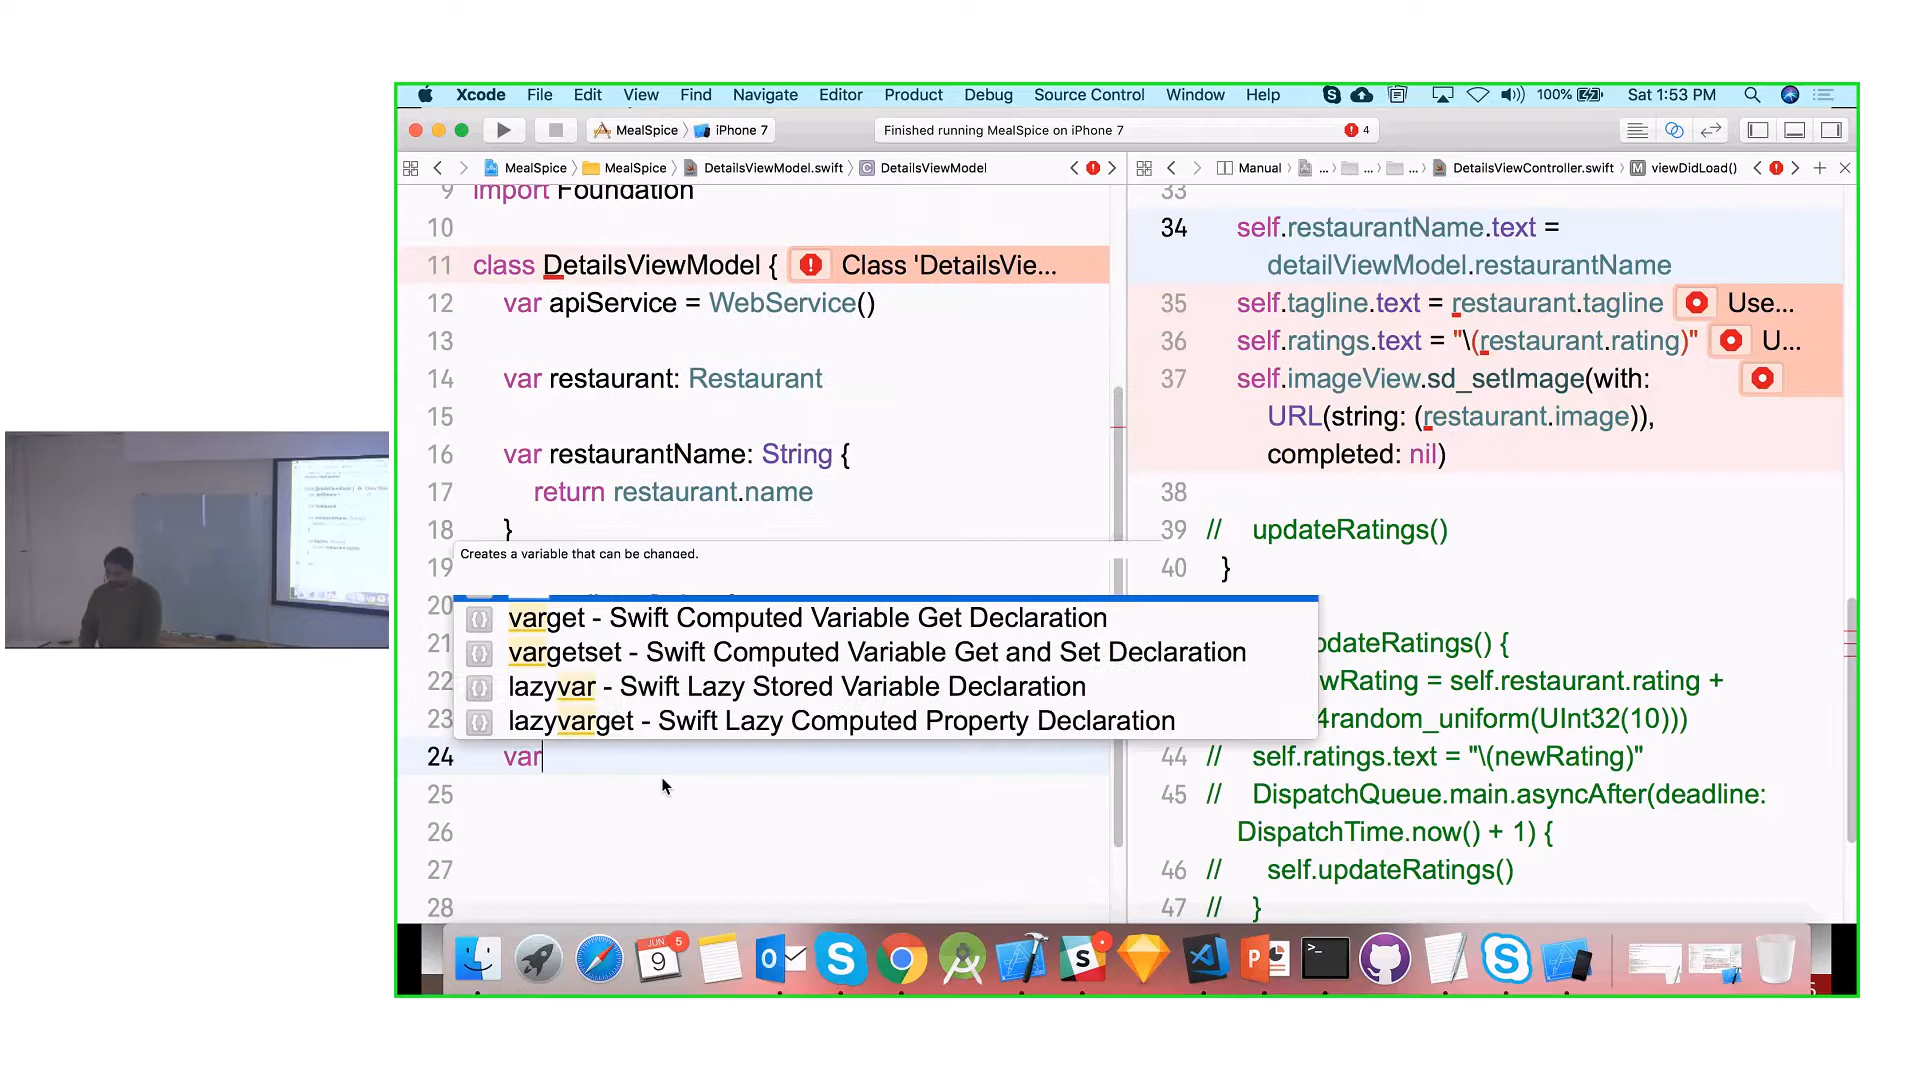 Xcode File Edit View Find Navigate Editor Product Debug Source Control Window Help 100% Sat 1:53 PM
MealSpice iPhone 7 Finished running MealSpice on iPhone 7 4
MealSpice MealSpice DetailsViewModel.swift C DetailsViewModel
9 import Foundation
10
11 class DetailsViewModel { Class 'DetailsVie...
12 var apiService = WebService()
13
14 var restaurant: Restaurant
15
16 var restaurantName: String {
17 return restaurant.name
18 }
19
20
21
22
23
24 var
25
26
27
28
Creates a variable that can be changed.
varget - Swift Computed Variable Get Declaration
vargetset - Swift Computed Variable Get and Set Declaration
lazyvar - Swift Lazy Stored Variable Declaration
lazyvarget - Swift Lazy Computed Property Declaration
Manual ... ... ... DetailsViewController.swift M viewDidLoad()
33
34 self.restaurantName.text =
detailViewModel.restaurantName
35 self.tagline.text = restaurant.tagline Use...
36 self.ratings.text = "\(restaurant.rating)" U...
37 self.imageView.sd_setImage(with:
URL(string: (restaurant.image)),
completed: nil)
38
39 // updateRatings()
40 }
pdateRatings() {
wRating = self.restaurant.rating +
4random_uniform(UInt32(10)))
44 // self.ratings.text = "\(newRating)"
45 // DispatchQueue.main.asyncAfter(deadline:
DispatchTime.now() + 1) {
46 // self.updateRatings()
47 // }
JUN 5
9